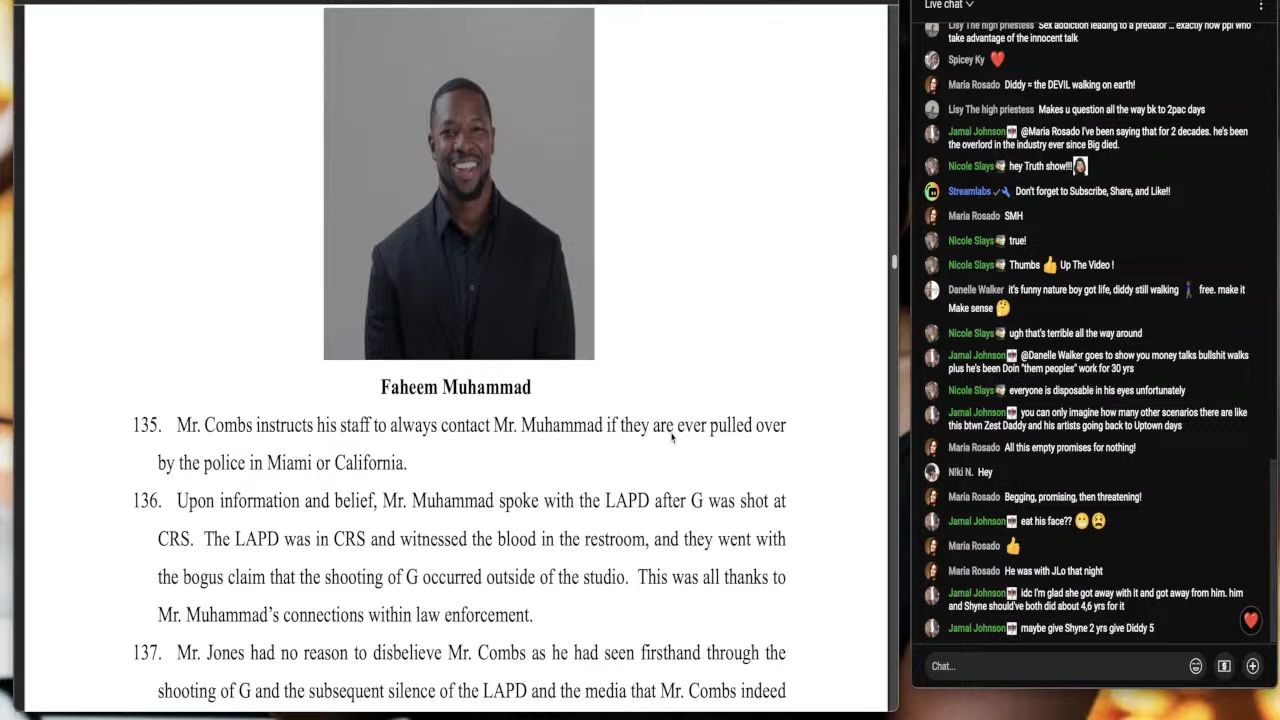 Faheem Muhammad
135. Mr. Combs instructs his staff to always contact Mr. Muhammad if they are ever pulled over
by the police in Miami or California.
136. Upon information and belief, Mr. Muhammad spoke with the LAPD after G was shot at
CRS. The LAPD was in CRS and witnessed the blood in the restroom, and they went with
the bogus claim that the shooting of G occurred outside of the studio. This was all thanks to
Mr. Muhammad's connections within law enforcement.
137. Mr. Jones had no reason to disbelieve Mr. Combs as he had seen firsthand through the
shooting of G and the subsequent silence of the LAPD and the media that Mr. Combs indeed
Live chat
Lisy The high priestess Sex addiction leading to a predator ... exactly how ppl who
take advantage of the innocent talk
Spicey Ky ❤️
Maria Rosado Diddy = the DEVIL walking on earth!
Lisy The high priestess Makes u question all the way bk to 2pac days
Jamal Johnson @Maria Rosado I've been saying that for 2 decades. he's been
the overlord in the industry ever since Big died.
Nicole Slays hey Truth show!!!
Streamlabs Don't forget to Subscribe, Share, and Like!!
Maria Rosado SMH
Nicole Slays true!
Nicole Slays Thumbs 👍 Up The Video !
Danelle Walker it's funny nature boy got life, diddy still walking 🚶 free. make it
Make sense 🤔
Nicole Slays ugh that's terrible all the way around
Jamal Johnson @Danelle Walker goes to show you money talks bullshit walks
plus he's been Doin "them peoples" work for 30 yrs
Nicole Slays everyone is disposable in his eyes unfortunately
Jamal Johnson you can only imagine how many other scenarios there are like
this btwn Zest Daddy and his artists going back to Uptown days
Maria Rosado All this empty promises for nothing!
NIki N. Hey
Maria Rosado Begging, promising, then threatening!
Jamal Johnson eat his face?? 😬😫
Maria Rosado 👍
Maria Rosado He was with JLo that night
Jamal Johnson idc I'm glad she got away with it and got away from him. him
and Shyne should've both did about 4,6 yrs for it
Jamal Johnson maybe give Shyne 2 yrs give Diddy 5
Chat...